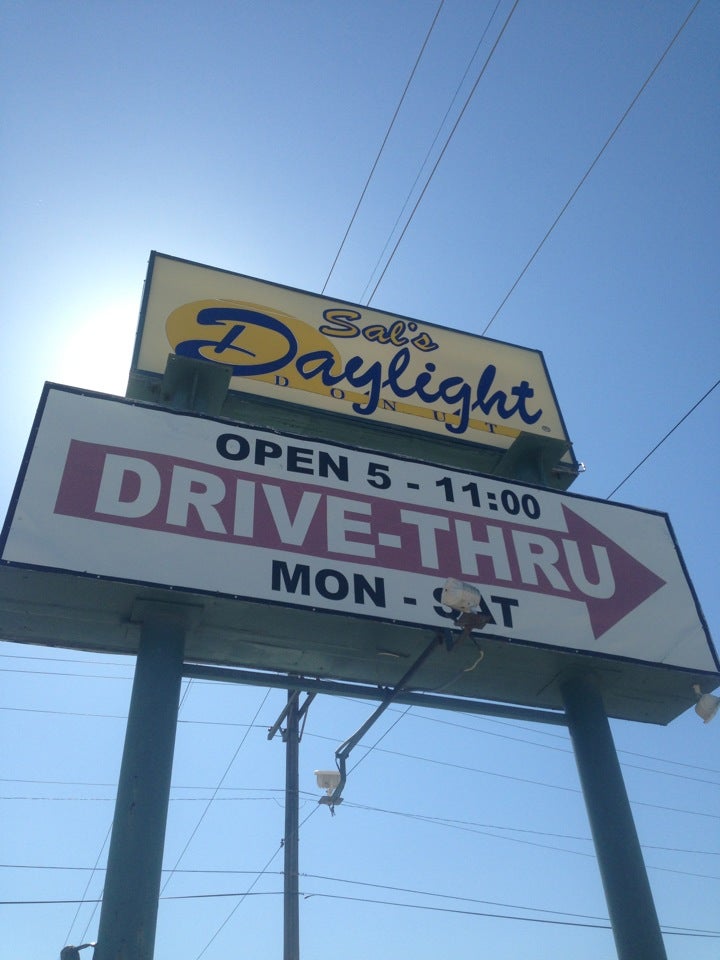 Sal's
Daylight
DONUT ®
OPEN 5 - 11:00
DRIVE-THRU
MON - SAT